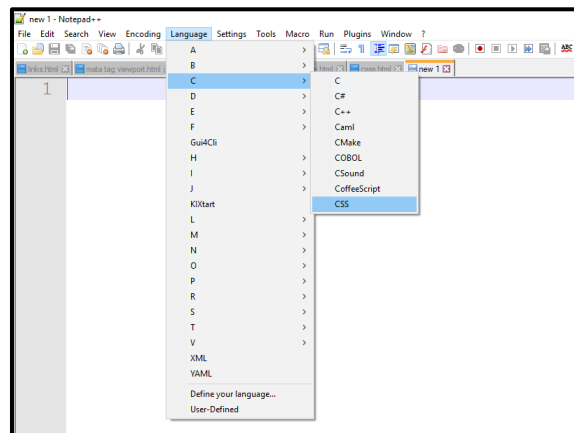 new 1 - Notepad++
File Edit Search View Encoding Language Settings Tools Macro Run Plugins Window ?
links.html mata tag viewport.html html new 1
1
A
B
C
D
E
F
Gui4Cli
H
I
J
KIXtart
L
M
N
O
P
R
S
T
V
XML
YAML
Define your language...
User-Defined
C
C#
C++
Caml
CMake
COBOL
CSound
CoffeeScript
CSS